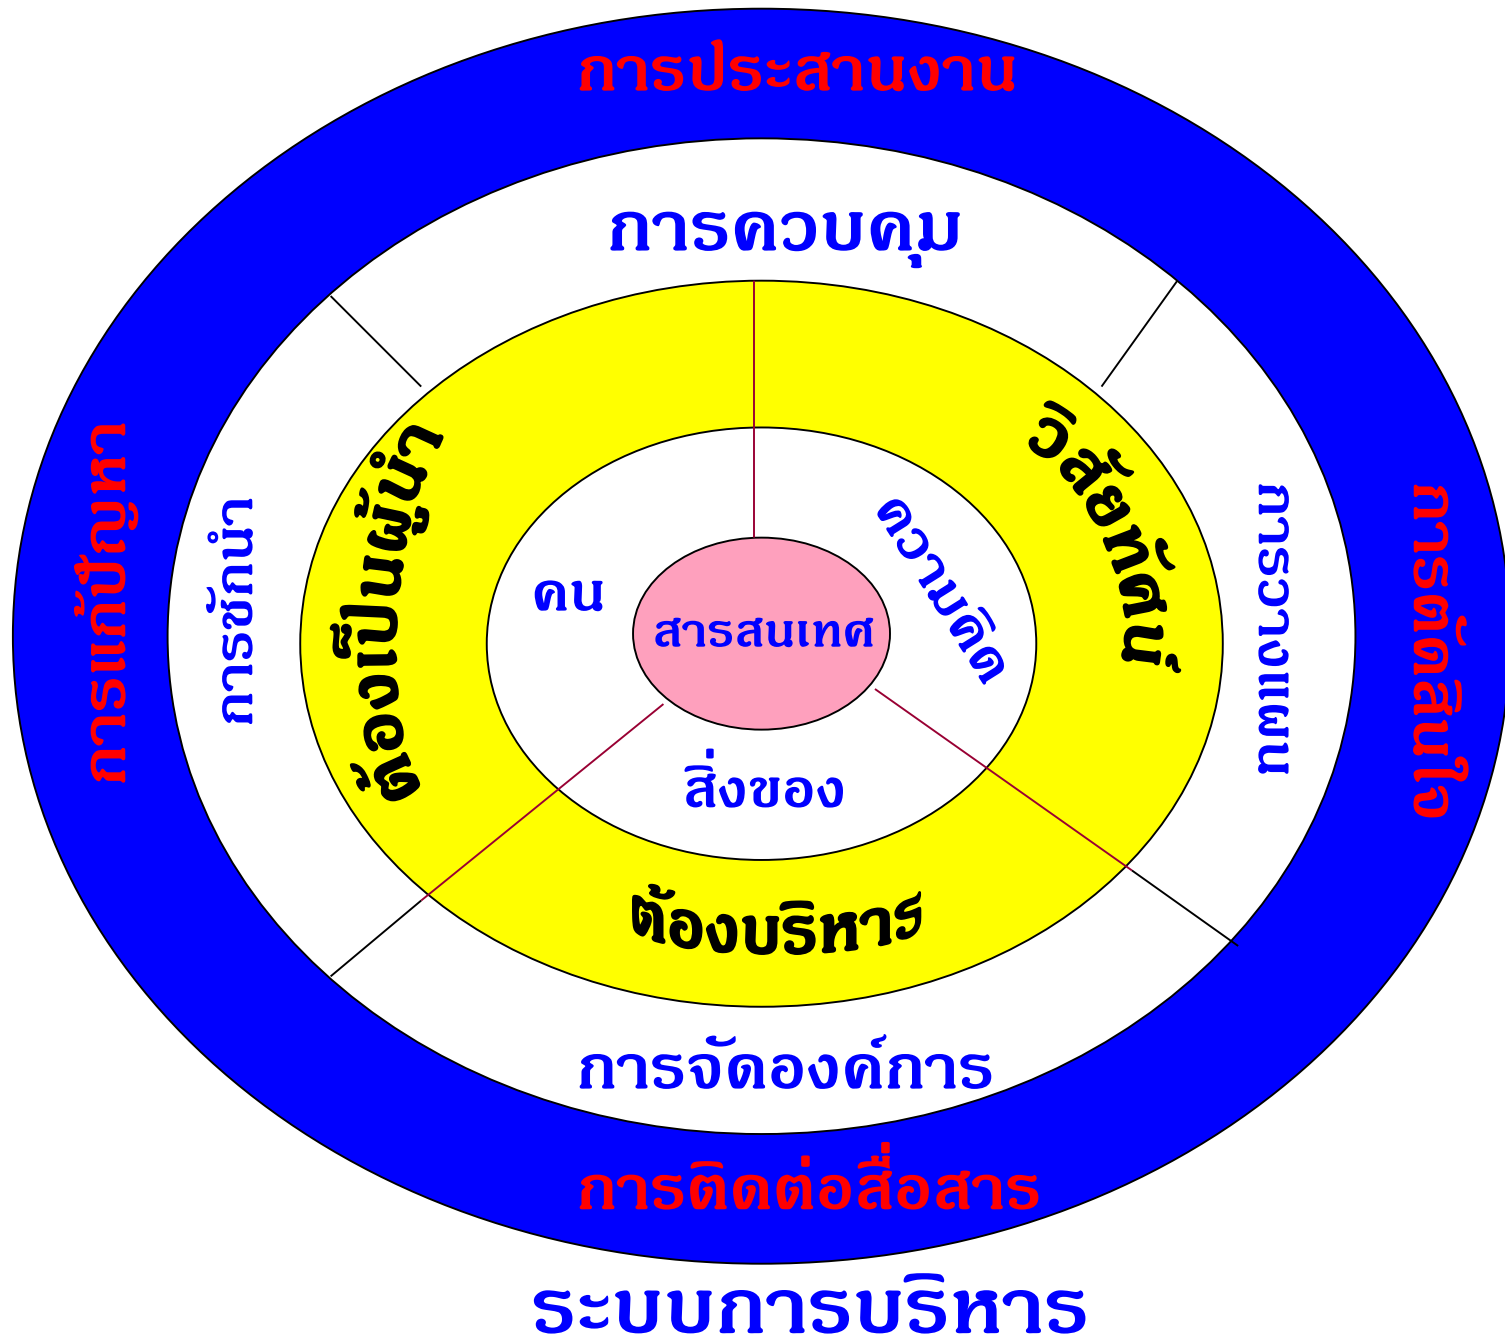 การประสานงาน
การควบคุม
วิสัยทัศน์
ต้องเป็นผู้นำ
การแก้ปัญหา
การชักนำ
การวางแผน
การตัดสินใจ
ความคิด
คน
สารสนเทศ
สิ่งของ
ต้องบริหาร
การจัดองค์การ
การติดต่อสื่อสาร
ระบบการบริหาร